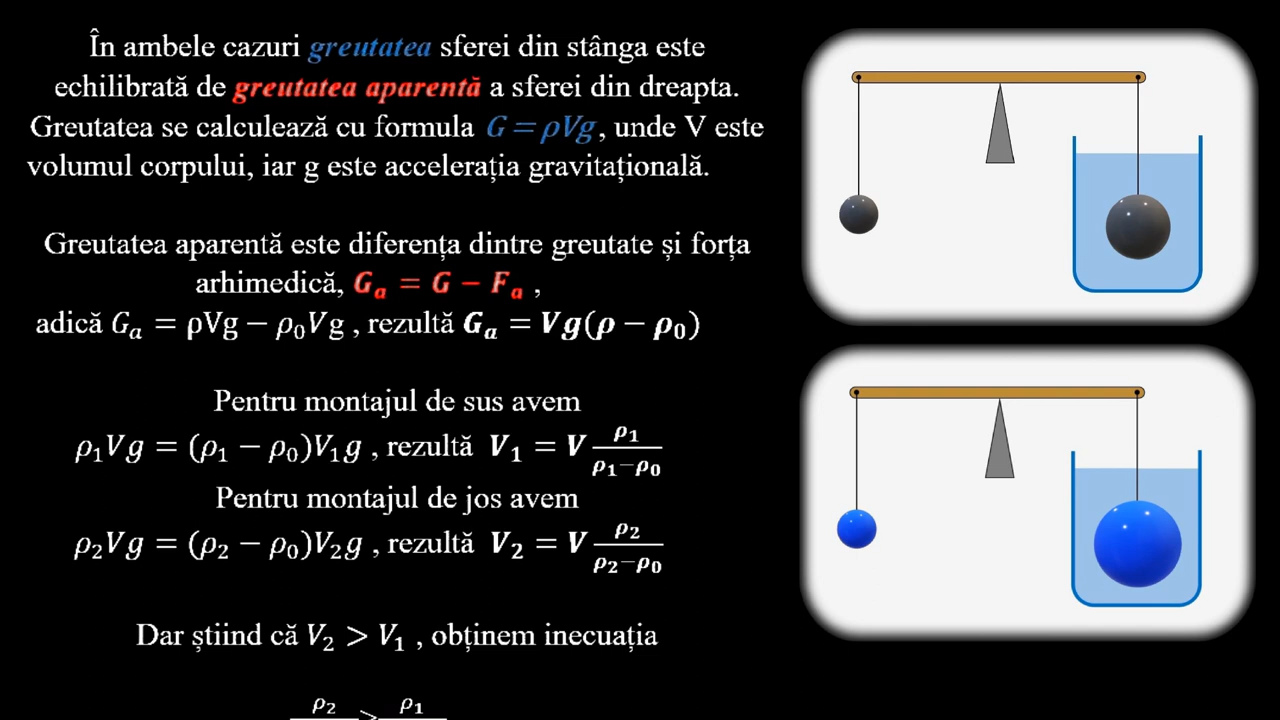 În ambele cazuri greutatea sferei din stânga este
echilibrată de greutatea aparentă a sferei din dreapta.
Greutatea se calculează cu formula G = ρVg, unde V este
volumul corpului, iar g este accelerația gravitațională.
Greutatea aparentă este diferența dintre greutate și forța
arhimedică, Gₐ = G − Fₐ ,
adică Gₐ = ρVg − ρ₀Vg , rezultă Gₐ = Vg(ρ − ρ₀)
Pentru montajul de sus avem
ρ₁Vg = (ρ₁ − ρ₀)V₁g , rezultă V₁ = V ρ₁/(ρ₁−ρ₀)
Pentru montajul de jos avem
ρ₂Vg = (ρ₂ − ρ₀)V₂g , rezultă V₂ = V ρ₂/(ρ₂−ρ₀)
Dar știind că V₂ > V₁ , obținem inecuația
ρ₂ > ρ₁